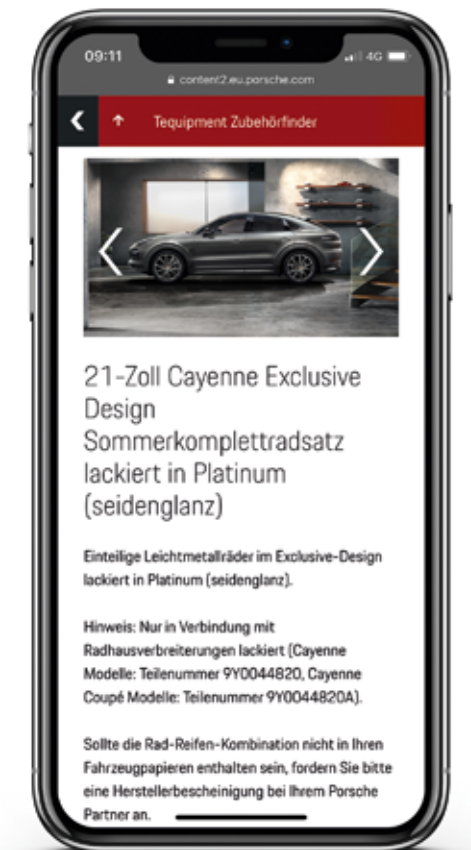 09:11
4G
content2.eu.porsche.com
Tequipment Zubehörfinder
21-Zoll Cayenne Exclusive
Design
Sommerkomplettradsatz
lackiert in Platinum
(seidenglanz)
Einteilige Leichtmetallräder im Exclusive-Design
lackiert in Platinum (seidenglanz).
Hinweis: Nur in Verbindung mit
Radhausverbreiterungen lackiert (Cayenne
Modelle: Teilenummer 9Y0044820, Cayenne
Coupé Modelle: Teilenummer 9Y0044820A).
Sollte die Rad-Reifen-Kombination nicht in Ihren
Fahrzeugpapieren enthalten sein, fordern Sie bitte
eine Herstellerbescheinigung bei Ihrem Porsche
Partner an.